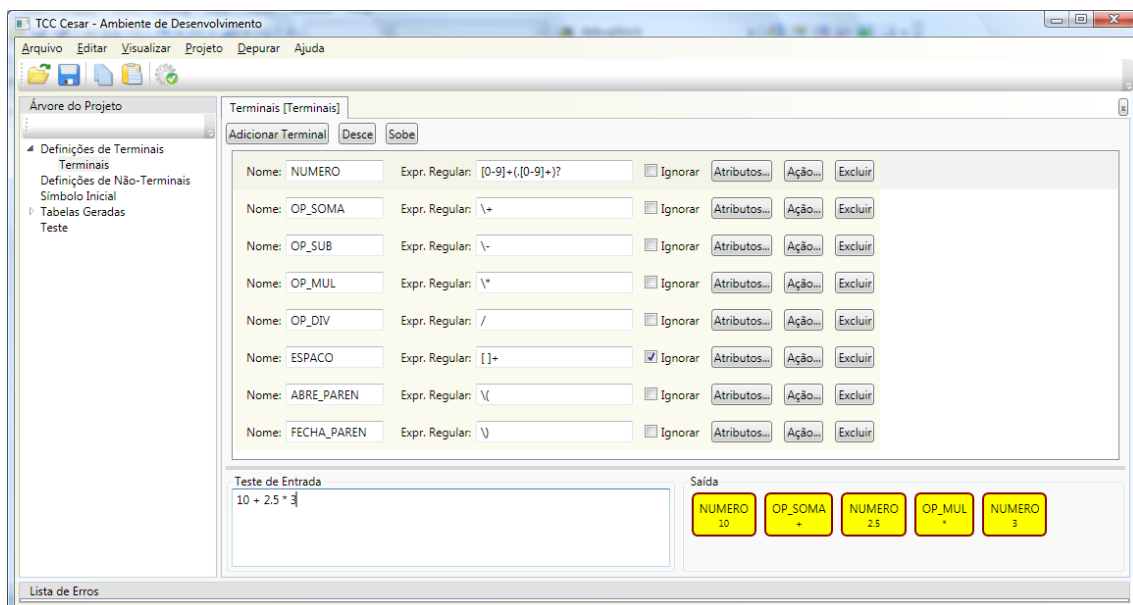 TCC Cesar - Ambiente de Desenvolvimento
Arquivo Editar Visualizar Projeto Depurar Ajuda
Árvore do Projeto
Definições de Terminais
Terminais
Definições de Não-Terminais
Símbolo Inicial
Tabelas Geradas
Teste
Terminais [Terminais]
Adicionar Terminal Desce Sobe
Nome: NUMERO Expr. Regular: [0-9]+(.[0-9]+)? Ignorar Atributos... Ação... Excluir
Nome: OP_SOMA Expr. Regular: \+ Ignorar Atributos... Ação... Excluir
Nome: OP_SUB Expr. Regular: \- Ignorar Atributos... Ação... Excluir
Nome: OP_MUL Expr. Regular: \* Ignorar Atributos... Ação... Excluir
Nome: OP_DIV Expr. Regular: / Ignorar Atributos... Ação... Excluir
Nome: ESPACO Expr. Regular: [ ]+ Ignorar Atributos... Ação... Excluir
Nome: ABRE_PAREN Expr. Regular: \( Ignorar Atributos... Ação... Excluir
Nome: FECHA_PAREN Expr. Regular: \) Ignorar Atributos... Ação... Excluir
Teste de Entrada
10 + 2.5 * 3
Saída
NUMERO OP_SOMA NUMERO OP_MUL NUMERO
10 + 2.5 * 3
Lista de Erros